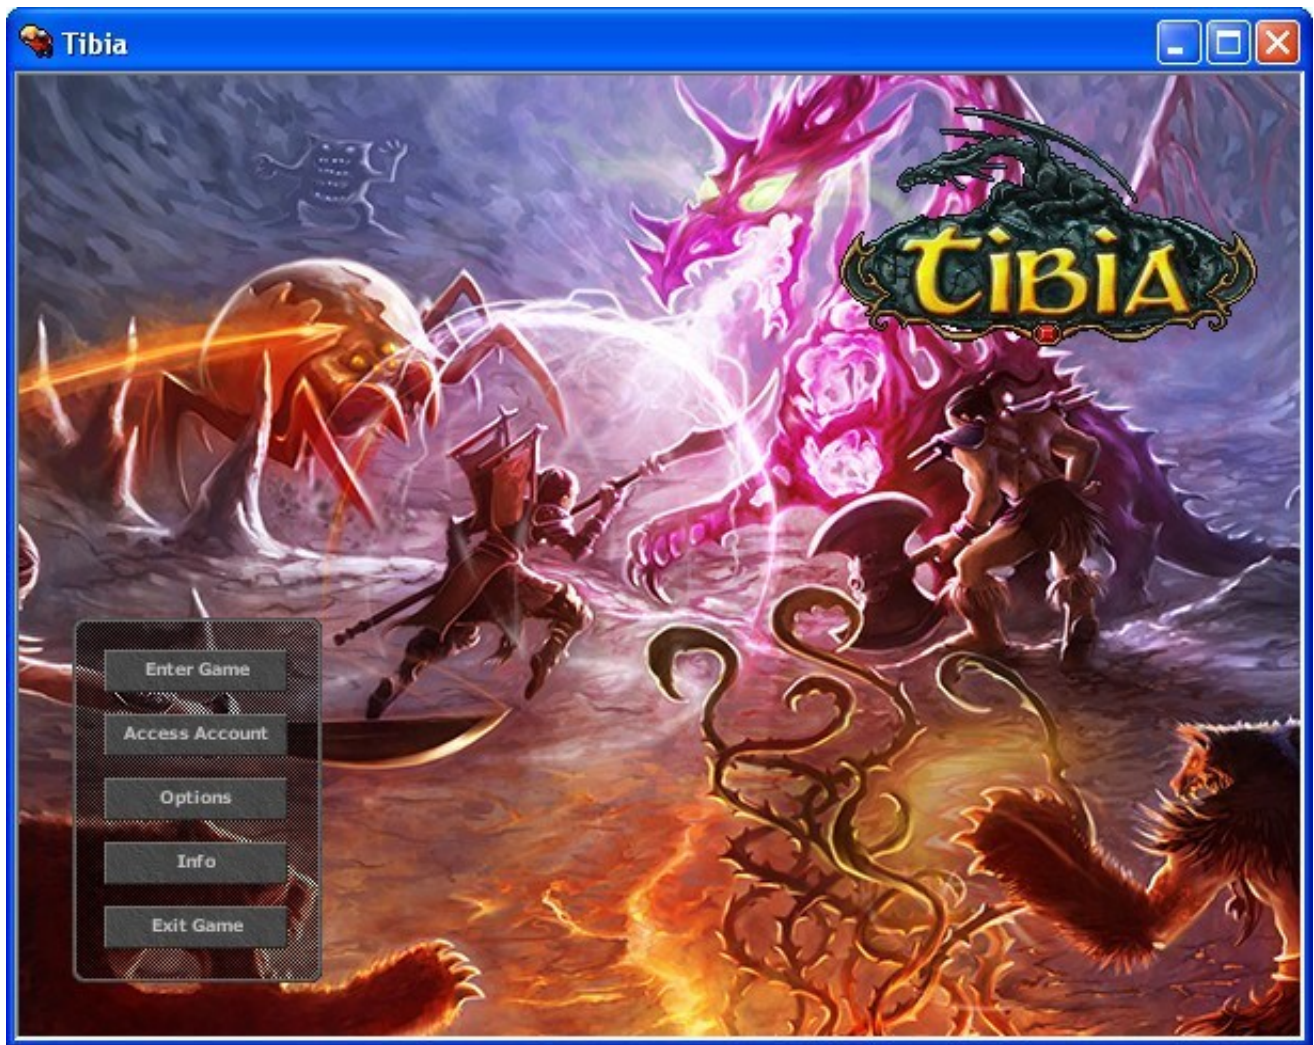 Tibia
TIBIA
Enter Game
Access Account
Options
Info
Exit Game